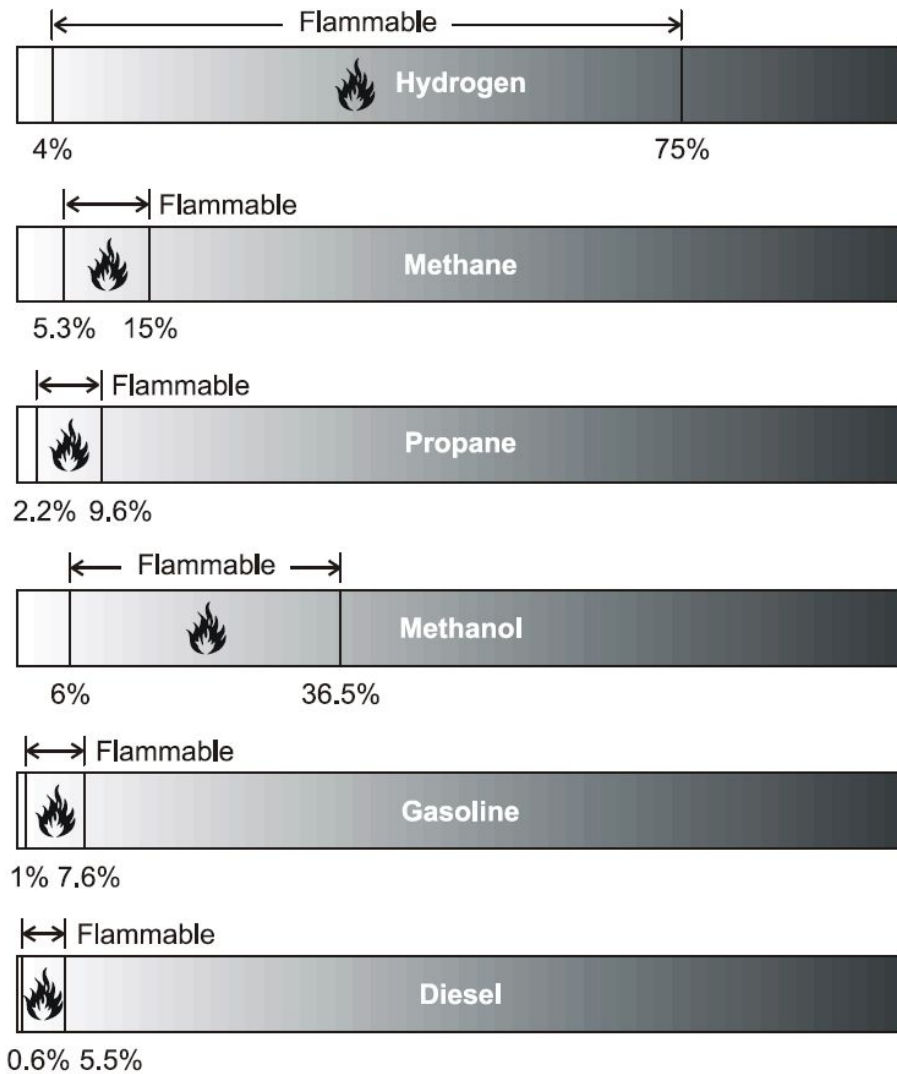 Flammable
Hydrogen
4% 75%
Flammable
Methane
5.3% 15%
Flammable
Propane
2.2% 9.6%
Flammable
Methanol
6% 36.5%
Flammable
Gasoline
1% 7.6%
Flammable
Diesel
0.6% 5.5%